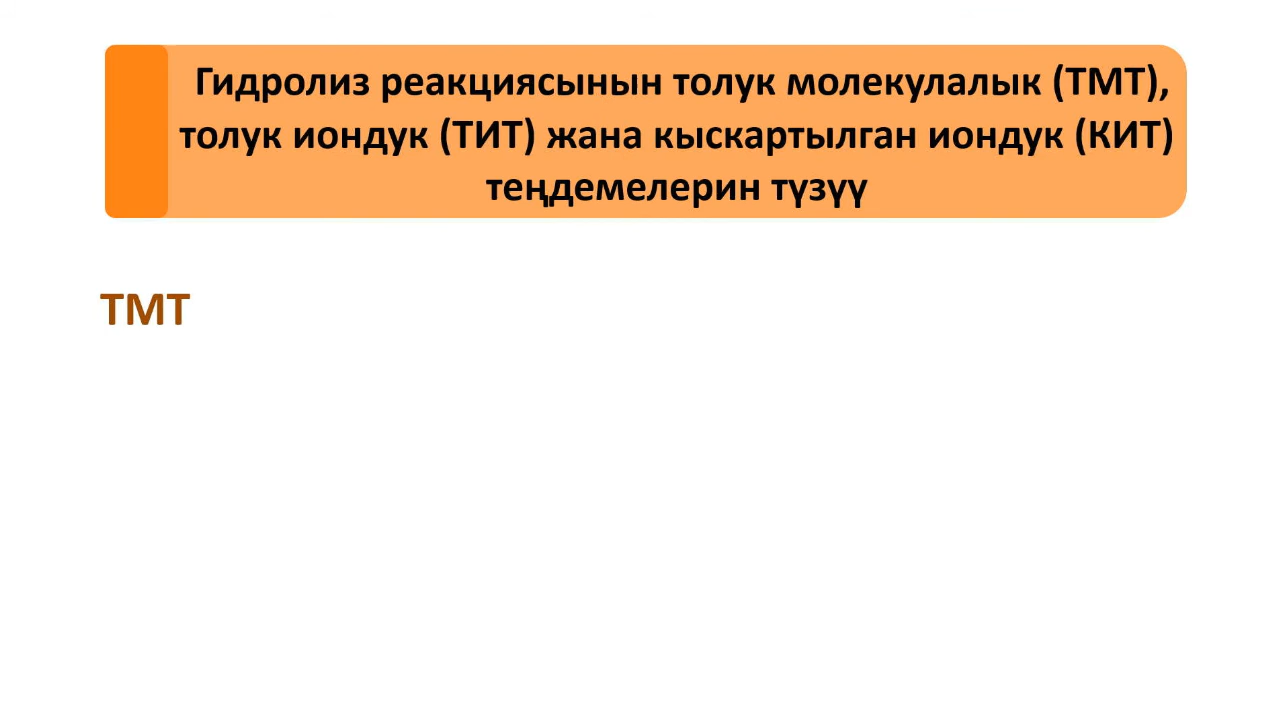 Гидролиз реакциясынын толук молекулалык (ТМТ),
толук иондук (ТИТ) жана кыскартылган иондук (КИТ)
теңдемелерин түзүү
ТМТ